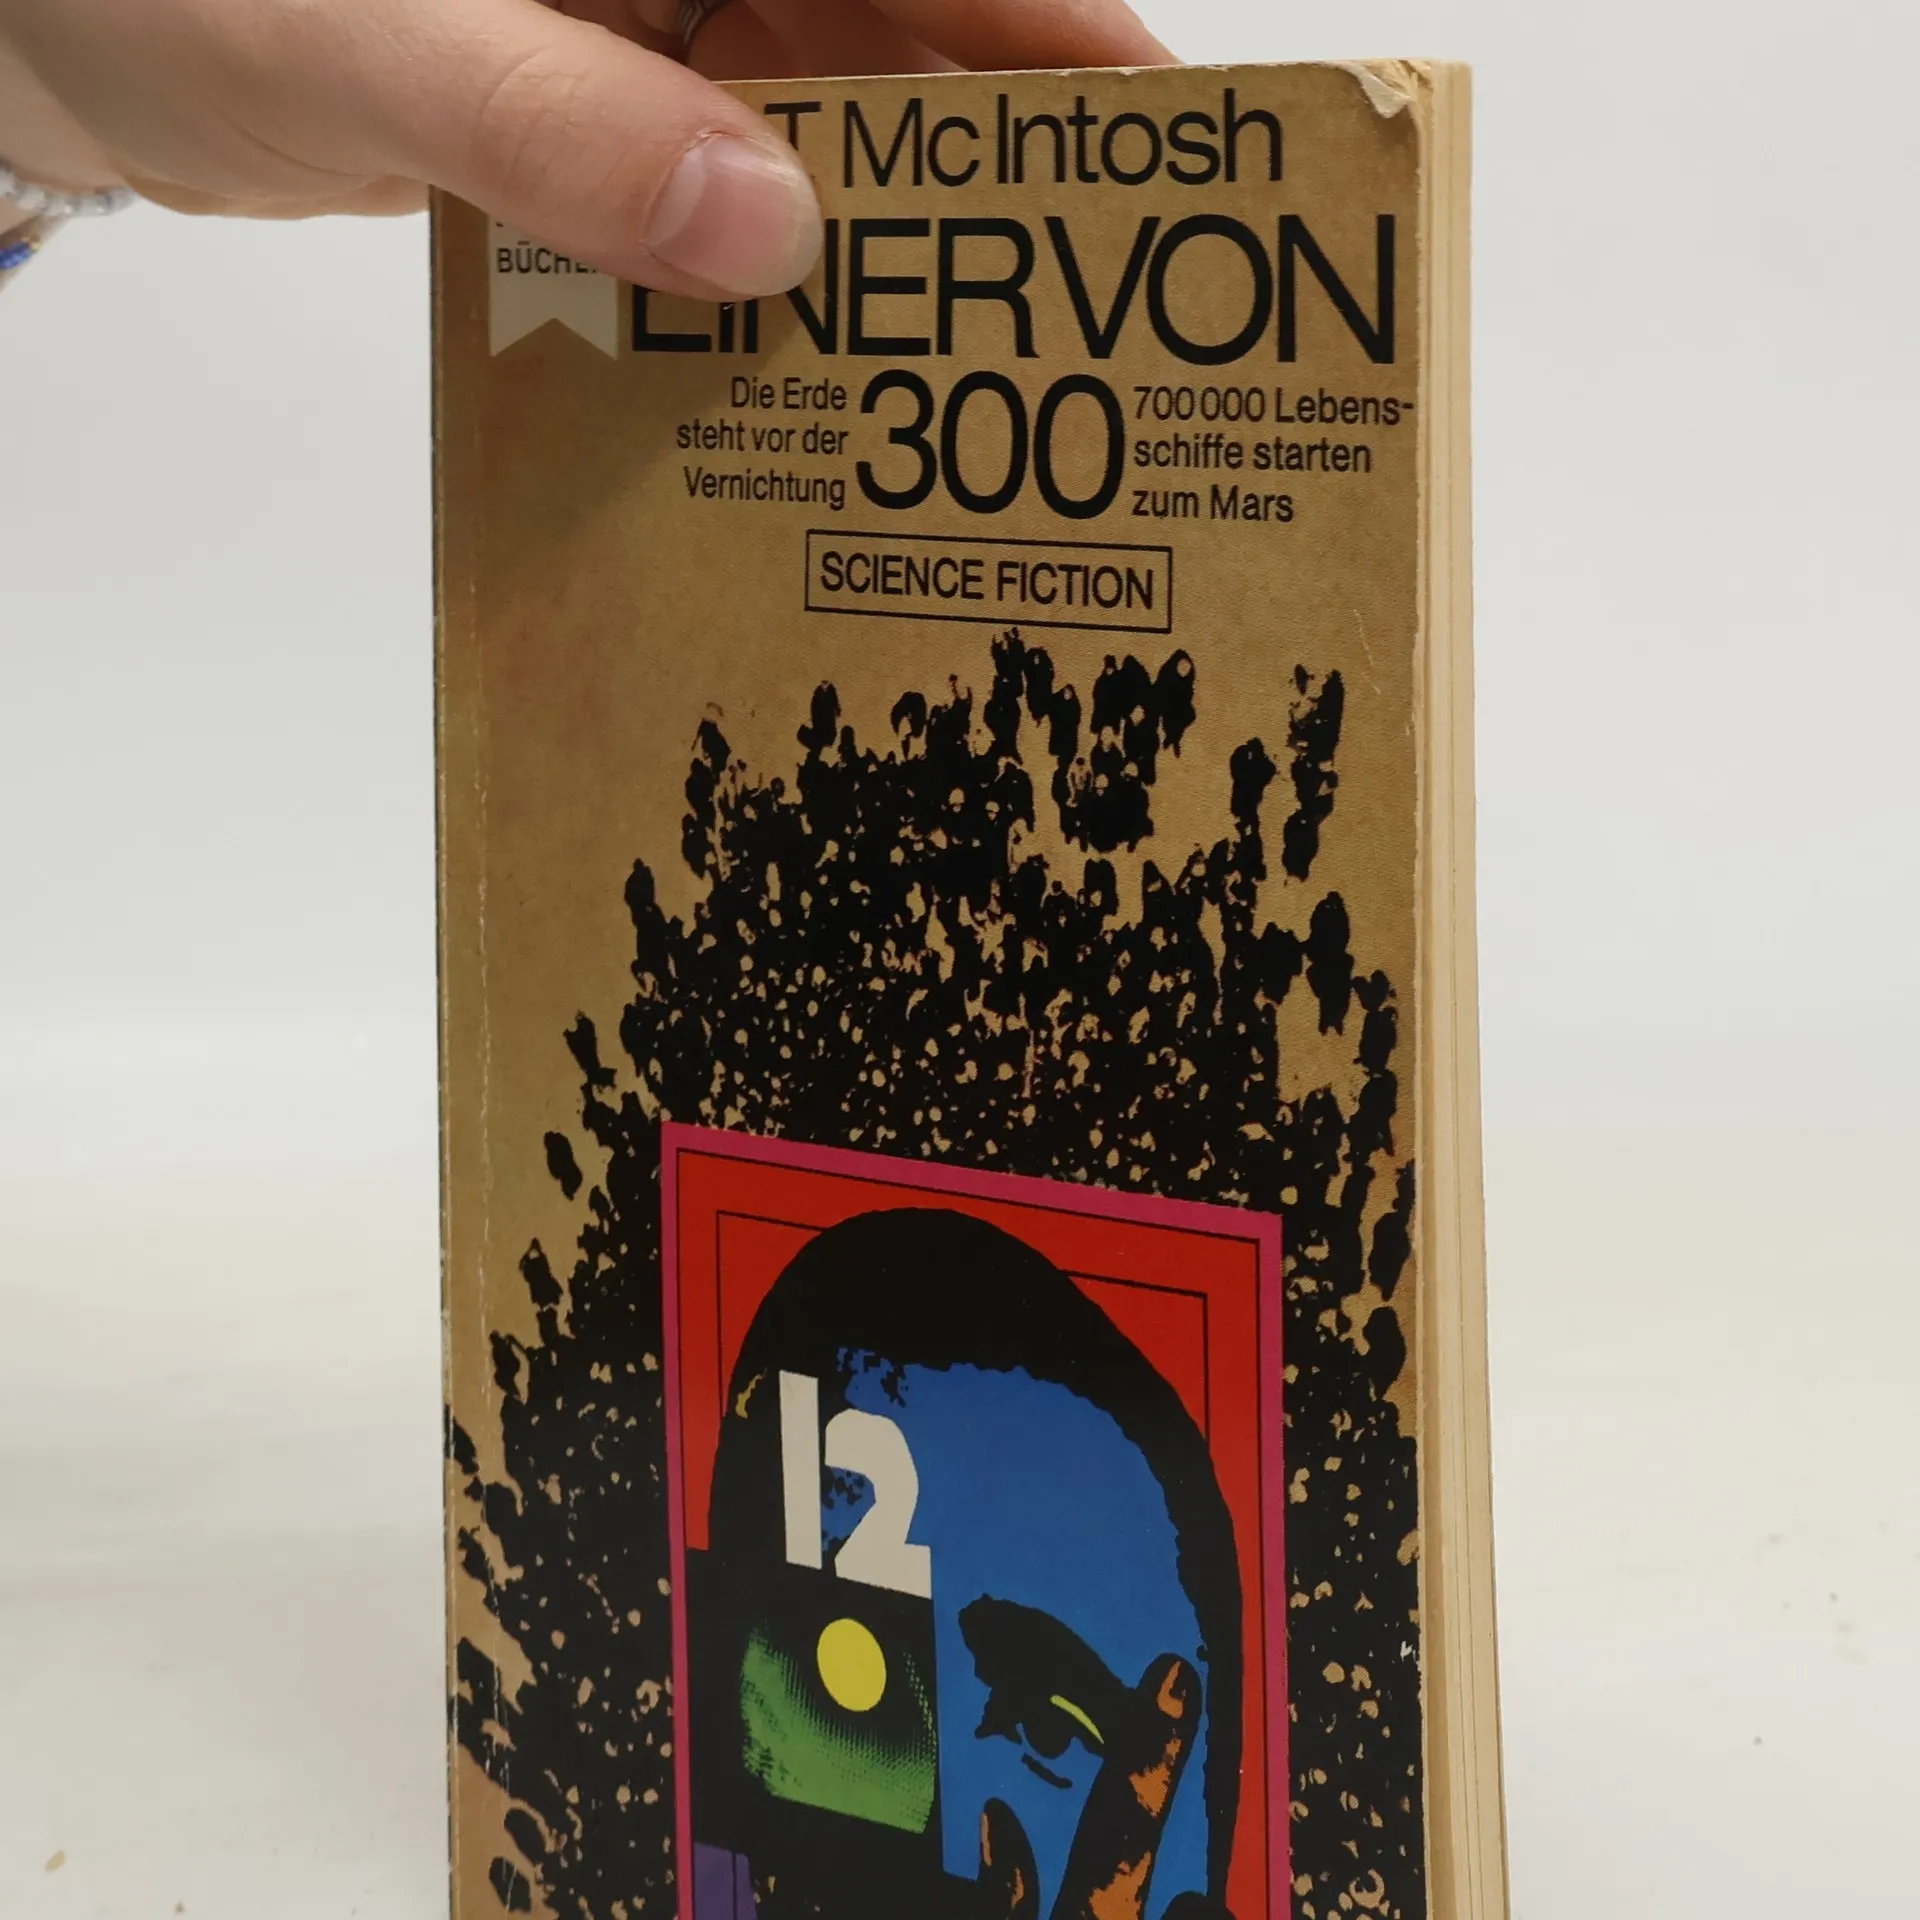 T McIntosh
EINER VON
300
Die Erde
steht vor der
Vernichtung
700 000 Lebens-
schiffe starten
zum Mars
SCIENCE FICTION
12